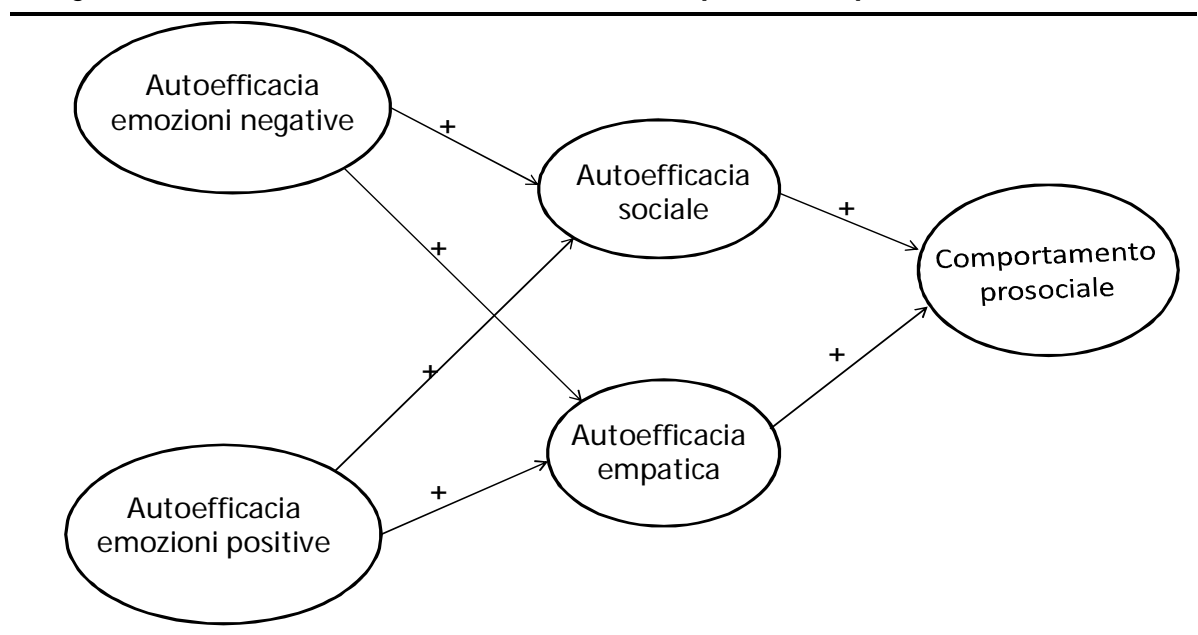 Autoefficacia
emozioni negative
+
Autoefficacia
sociale
+
+
Comportamento
prosociale
+
+
Autoefficacia
empatica
+
Autoefficacia
emozioni positive